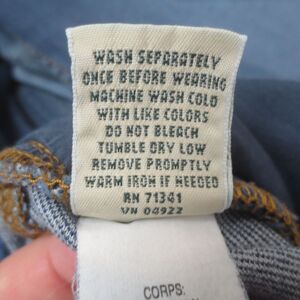 WASH SEPARATELY
ONCE BEFORE WEARING
MACHINE WASH COLD
WITH LIKE COLORS
DO NOT BLEACH
TUMBLE DRY LOW
REMOVE PROMPTLY
WARM IRON IF NEEDED
RN 71341
VN 04922
CORPS: